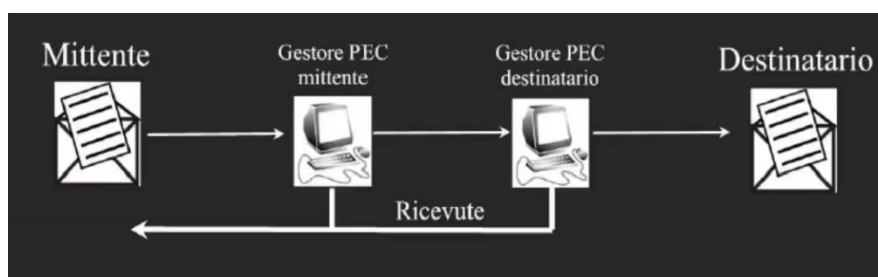 Mittente
Gestore PEC
mittente
Gestore PEC
destinatario
Destinatario
Ricevute